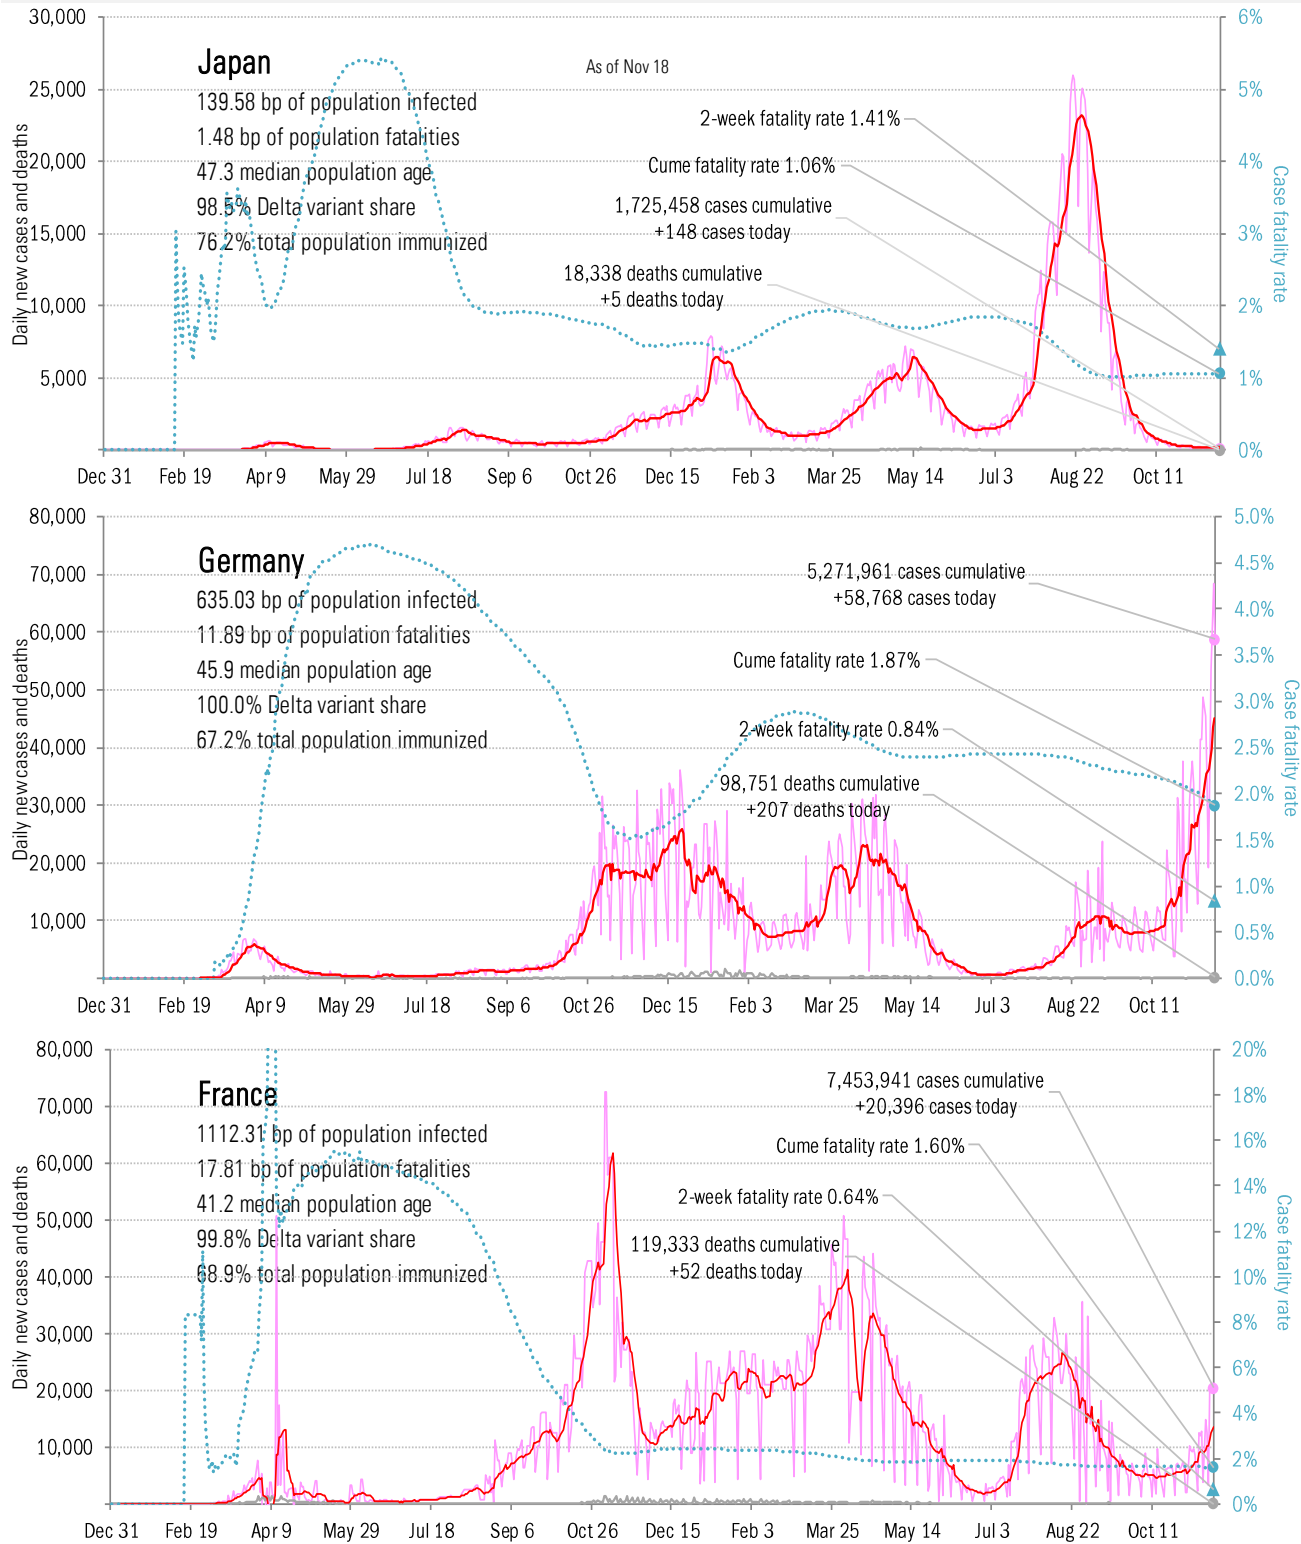 30,000
25,000
20,000
15,000
10,000
5,000
Daily new cases and deaths
Japan
139.58 bp of population infected
1.48 bp of population fatalities
47.3 median population age
98.5% Delta variant share
76.2% total population immunized
As of Nov 18
2-week fatality rate 1.41%
Cume fatality rate 1.06%
1,725,458 cases cumulative
+148 cases today
18,338 deaths cumulative
+5 deaths today
6%
5%
4%
3%
2%
1%
0%
Case fatality rate
Dec 31 Feb 19 Apr 9 May 29 Jul 18 Sep 6 Oct 26 Dec 15 Feb 3 Mar 25 May 14 Jul 3 Aug 22 Oct 11
80,000
70,000
60,000
50,000
40,000
30,000
20,000
10,000
Daily new cases and deaths
Germany
635.03 bp of population infected
11.89 bp of population fatalities
45.9 median population age
100.0% Delta variant share
67.2% total population immunized
5,271,961 cases cumulative
+58,768 cases today
Cume fatality rate 1.87%
2-week fatality rate 0.84%
98,751 deaths cumulative
+207 deaths today
5.0%
4.5%
4.0%
3.5%
3.0%
2.5%
2.0%
1.5%
1.0%
0.5%
0.0%
Case fatality rate
Dec 31 Feb 19 Apr 9 May 29 Jul 18 Sep 6 Oct 26 Dec 15 Feb 3 Mar 25 May 14 Jul 3 Aug 22 Oct 11
80,000
70,000
60,000
50,000
40,000
30,000
20,000
10,000
Daily new cases and deaths
France
1112.31 bp of population infected
17.81 bp of population fatalities
41.2 median population age
99.8% Delta variant share
68.9% total population immunized
7,453,941 cases cumulative
+20,396 cases today
Cume fatality rate 1.60%
2-week fatality rate 0.64%
119,333 deaths cumulative
+52 deaths today
20%
18%
16%
14%
12%
10%
8%
6%
4%
2%
0%
Case fatality rate
Dec 31 Feb 19 Apr 9 May 29 Jul 18 Sep 6 Oct 26 Dec 15 Feb 3 Mar 25 May 14 Jul 3 Aug 22 Oct 11